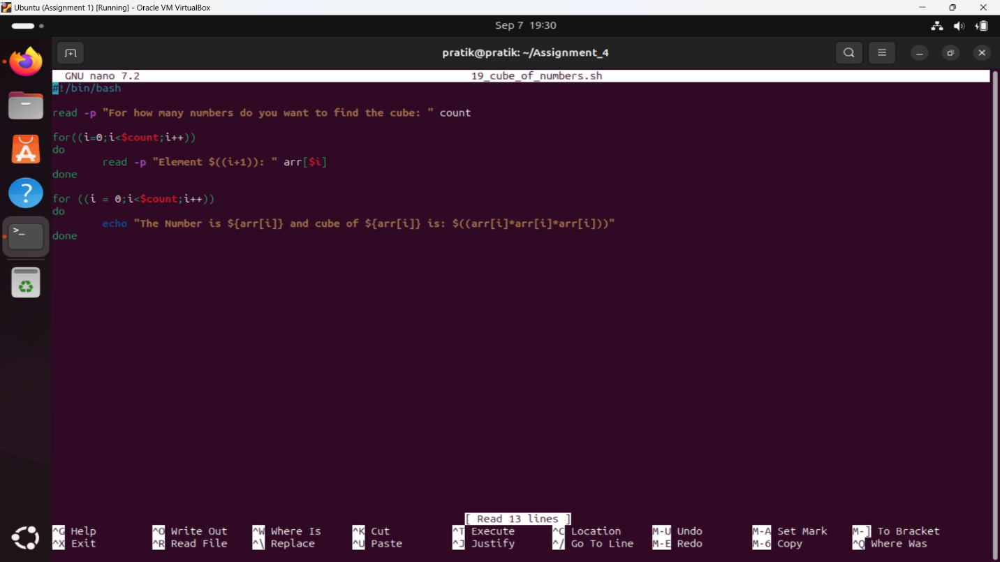 Ubuntu (Assignment 1) [Running] - Oracle VM VirtualBox
Sep 7 19:30
pratik@pratik: ~/Assignment_4
GNU nano 7.2 19_cube_of_numbers.sh
#!/bin/bash
read -p "For how many numbers do you want to find the cube: " count
for((i=0;i<$count;i++))
do
read -p "Element $((i+1)): " arr[$i]
done
for ((i = 0;i<$count;i++))
do
echo "The Number is ${arr[i]} and cube of ${arr[i]} is: $((arr[i]*arr[i]*arr[i]))"
done
[ Read 13 lines ]
^G Help ^O Write Out ^W Where Is ^K Cut ^T Execute ^C Location M-U Undo M-A Set Mark M-] To Bracket
^X Exit ^R Read File ^\ Replace ^U Paste ^J Justify ^/ Go To Line M-E Redo M-6 Copy ^Q Where Was